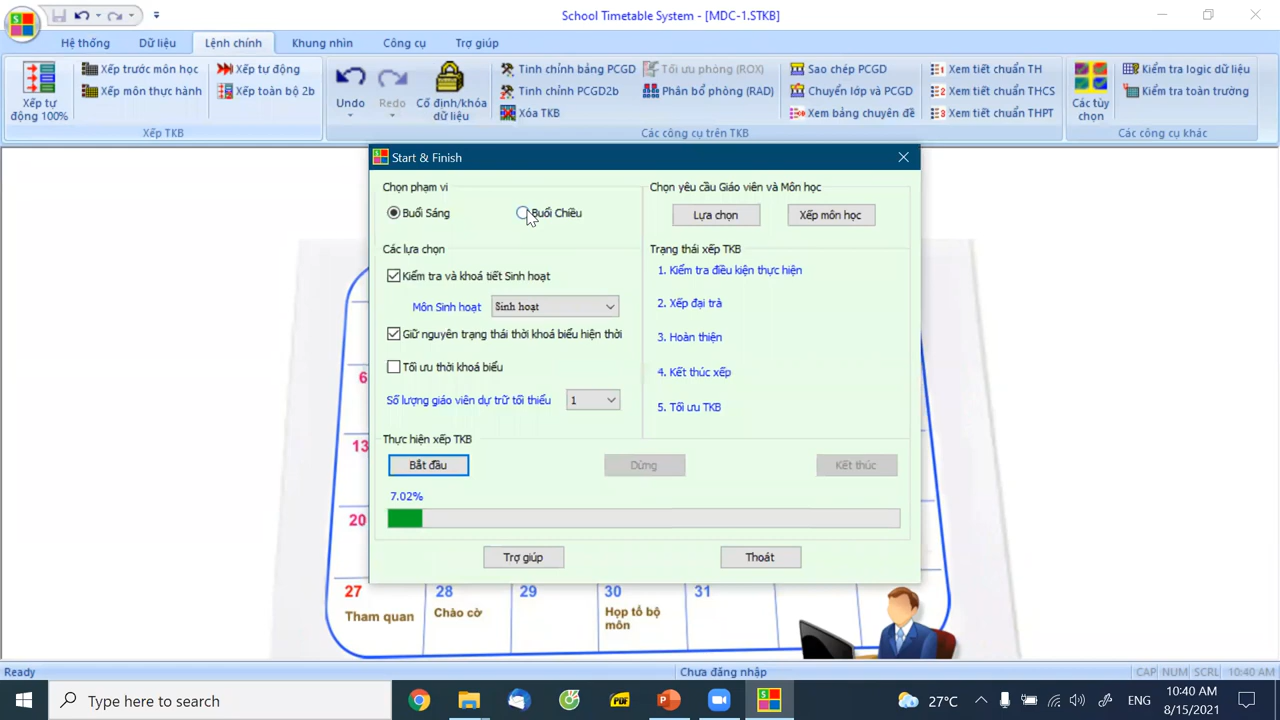 School Timetable System - [MDC-1.STKB]
Hệ thống Dữ liệu Lệnh chính Khung nhìn Công cụ Trợ giúp
Xếp tự động 100%
Xếp trước môn học
Xếp môn thực hành
Xếp tự động
Xếp toàn bộ 2b
Xếp TKB
Undo
Redo
Cố định/khóa dữ liệu
Tinh chỉnh bảng PCGD
Tinh chỉnh PCGD2b
Xóa TKB
Tối ưu phòng (ROX)
Phân bổ phòng (RAD)
Sao chép PCGD
Chuyển lớp và PCGD
Xem bảng chuyên đề
Xem tiết chuẩn TH
Xem tiết chuẩn THCS
Xem tiết chuẩn THPT
Các công cụ trên TKB
Các tùy chọn
Kiểm tra logic dữ liệu
Kiểm tra toàn trường
Các công cụ khác
Start & Finish
Chọn phạm vi
Buổi Sáng Buổi Chiều
Các lựa chọn
Kiểm tra và khoá tiết Sinh hoạt
Môn Sinh hoạt Sinh hoạt
Giữ nguyên trạng thái thời khoá biểu hiện thời
Tối ưu thời khoá biểu
Số lượng giáo viên dự trữ tối thiểu 1
Chọn yêu cầu Giáo viên và Môn học
Lựa chọn Xếp môn học
Trạng thái xếp TKB
1. Kiểm tra điều kiện thực hiện
2. Xếp đại trà
3. Hoàn thiện
4. Kết thúc xếp
5. Tối ưu TKB
Thực hiện xếp TKB
Bắt đầu Dừng Kết thúc
7.02%
Trợ giúp Thoát
6
13
20
27 28 29 30 31
Tham quan Chào cờ Họp tổ bộ môn
Ready Chưa đăng nhập CAP NUM SCRL 10:40 AM
Type here to search
27°C ENG
10:40 AM
8/15/2021